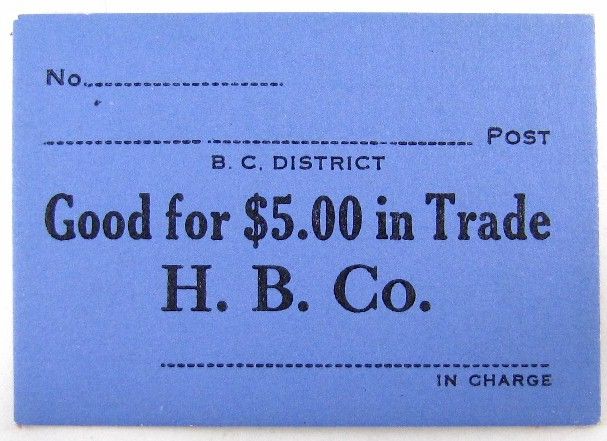 No.
POST
B. C. DISTRICT
Good for $5.00 in Trade
H. B. Co.
IN CHARGE